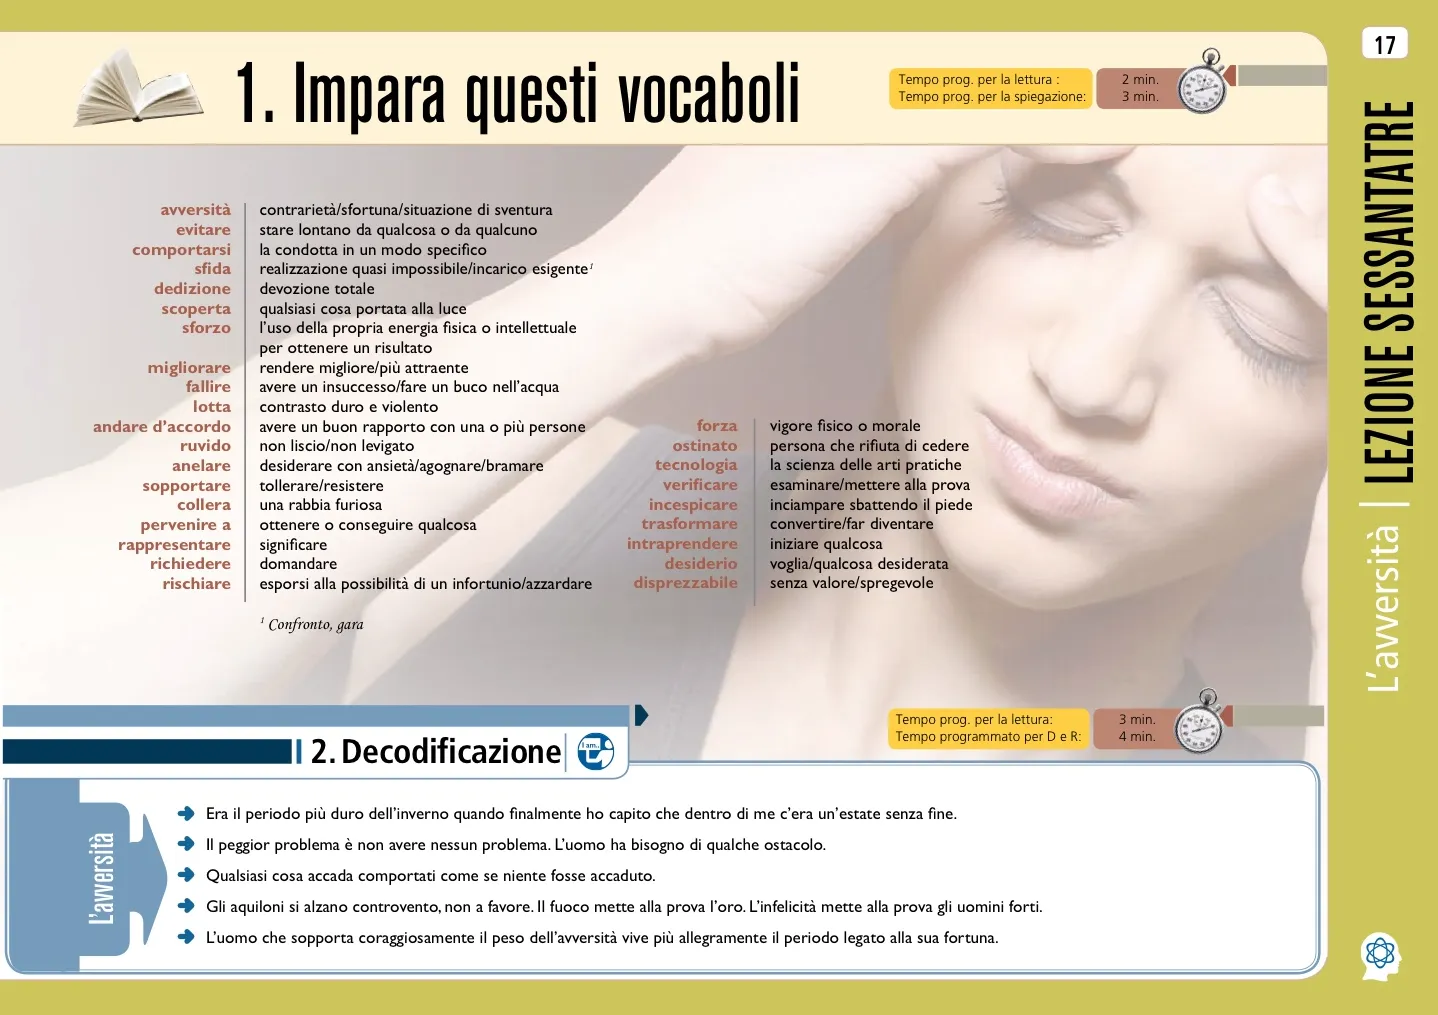 17
1. Impara questi vocaboli
Tempo prog. per la lettura : 2 min.
Tempo prog. per la spiegazione: 3 min.
avversità contrarietà/sfortuna/situazione di sventura
evitare stare lontano da qualcosa o da qualcuno
comportarsi la condotta in un modo specifico
sfida realizzazione quasi impossibile/incarico esigente¹
dedizione devozione totale
scoperta qualsiasi cosa portata alla luce
sforzo l'uso della propria energia fisica o intellettuale
per ottenere un risultato
migliorare rendere migliore/più attraente
fallire avere un insuccesso/fare un buco nell'acqua
lotta contrasto duro e violento
andare d'accordo avere un buon rapporto con una o più persone
ruvido non liscio/non levigato
anelare desiderare con ansietà/agognare/bramare
sopportare tollerare/resistere
collera una rabbia furiosa
pervenire a ottenere o conseguire qualcosa
rappresentare significare
richiedere domandare
rischiare esporsi alla possibilità di un infortunio/azzardare
¹ Confronto, gara
forza vigore fisico o morale
ostinato persona che rifiuta di cedere
tecnologia la scienza delle arti pratiche
verificare esaminare/mettere alla prova
incespicare inciampare sbattendo il piede
trasformare convertire/far diventare
intraprendere iniziare qualcosa
desiderio voglia/qualcosa desiderata
disprezzabile senza valore/spregevole
L'avversità | LEZIONE SESSANTATRE
2. Decodificazione
I am..
Tempo prog. per la lettura: 3 min.
Tempo programmato per D e R: 4 min.
L'avversità
Era il periodo più duro dell'inverno quando finalmente ho capito che dentro di me c'era un'estate senza fine.
Il peggior problema è non avere nessun problema. L'uomo ha bisogno di qualche ostacolo.
Qualsiasi cosa accada comportati come se niente fosse accaduto.
Gli aquiloni si alzano controvento, non a favore. Il fuoco mette alla prova l'oro. L'infelicità mette alla prova gli uomini forti.
L'uomo che sopporta coraggiosamente il peso dell'avversità vive più allegramente il periodo legato alla sua fortuna.